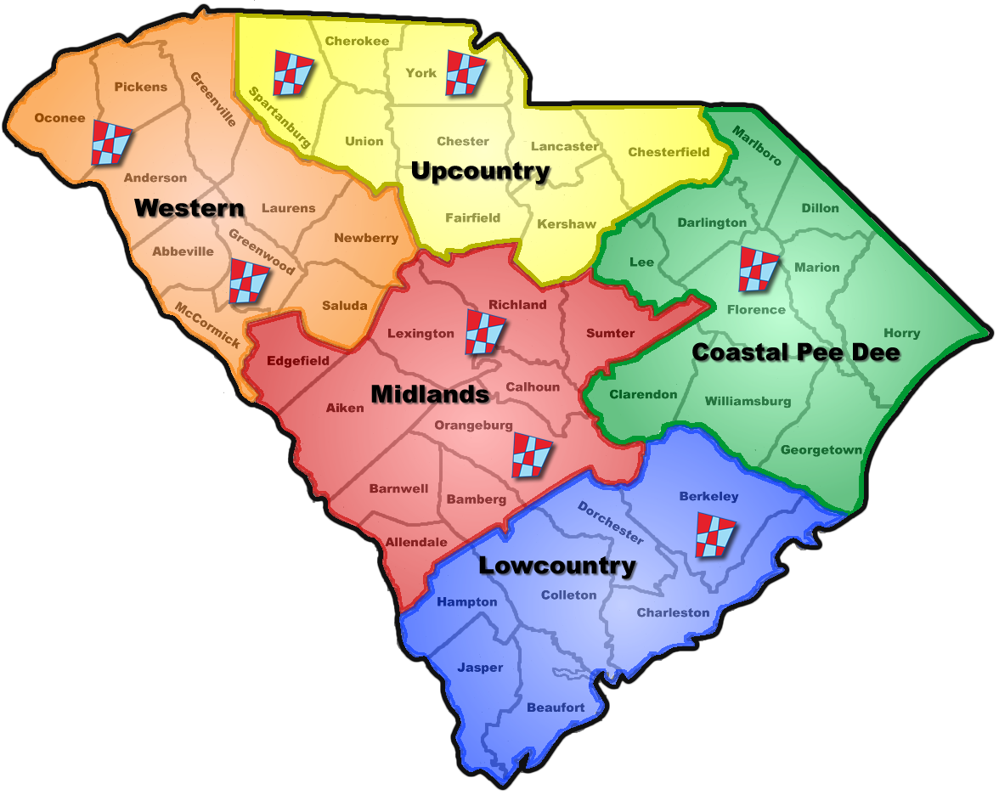 Cherokee
York
Pickens
Greenville
Oconee
Spartanburg
Union
Chester
Lancaster
Chesterfield
Marlboro
Upcountry
Anderson
Western
Laurens
Newberry
Fairfield
Kershaw
Dillon
Darlington
Abbeville
Greenwood
Lee
Marion
McCormick
Saluda
Richland
Florence
Lexington
Sumter
Horry
Coastal Pee Dee
Edgefield
Midlands
Calhoun
Clarendon
Williamsburg
Aiken
Orangeburg
Georgetown
Barnwell
Bamberg
Berkeley
Dorchester
Allendale
Lowcountry
Colleton
Hampton
Charleston
Jasper
Beaufort